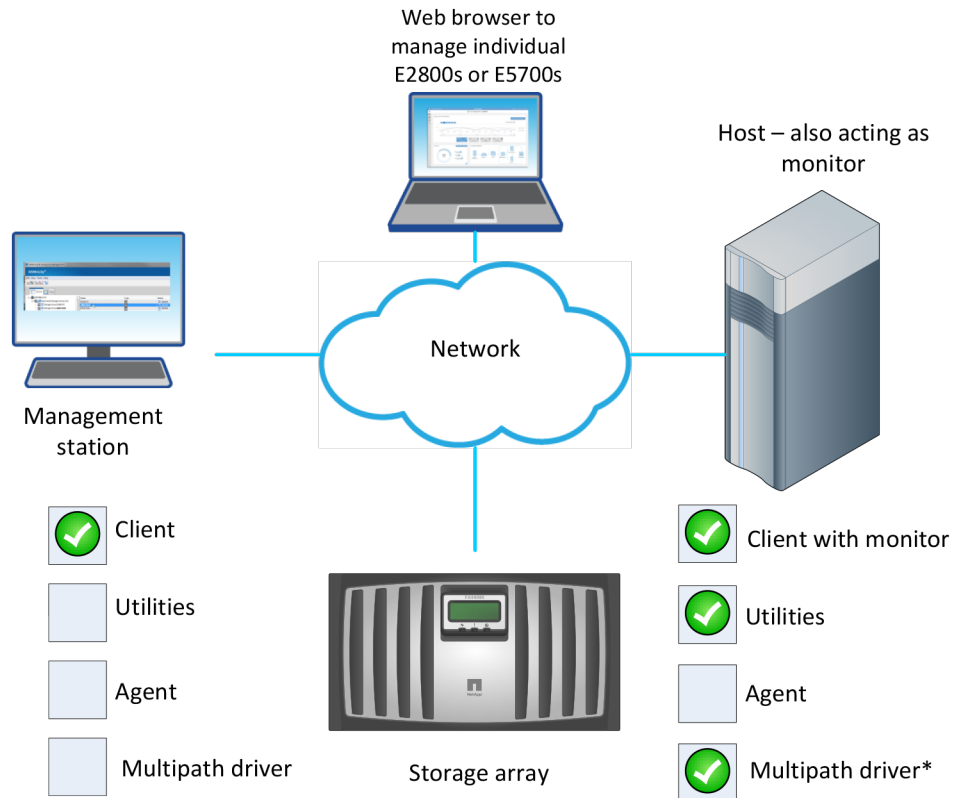 Web browser to
manage individual
E2800s or E5700s
Host – also acting as
monitor
Network
Management
station
Client
Utilities
Agent
Multipath driver
NetApp
Storage array
Client with monitor
Utilities
Agent
Multipath driver*